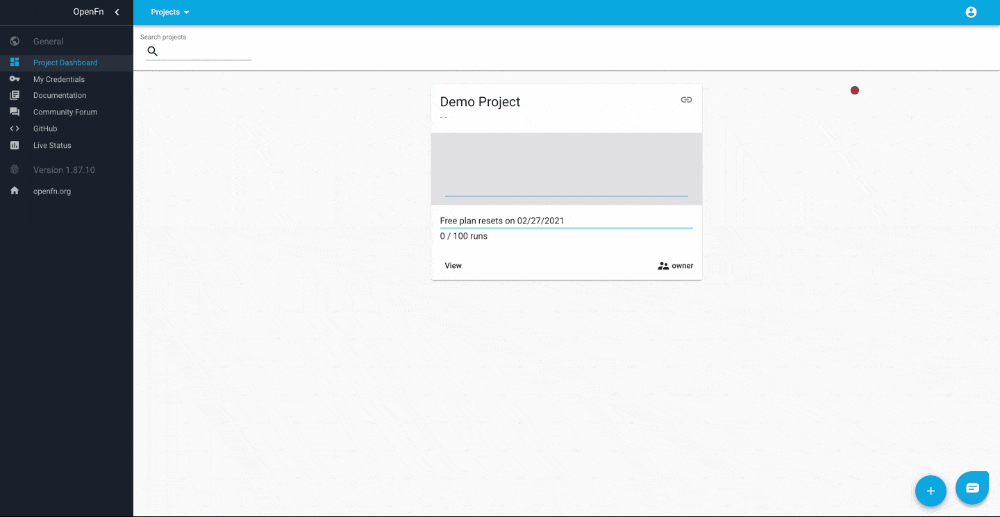 OpenFn
General
Project Dashboard
My Credentials
Documentation
Community Forum
GitHub
Live Status
Version 1.87.10
openfn.org
Projects
Search projects
Demo Project
- -
Free plan resets on 02/27/2021
0 / 100 runs
View
owner